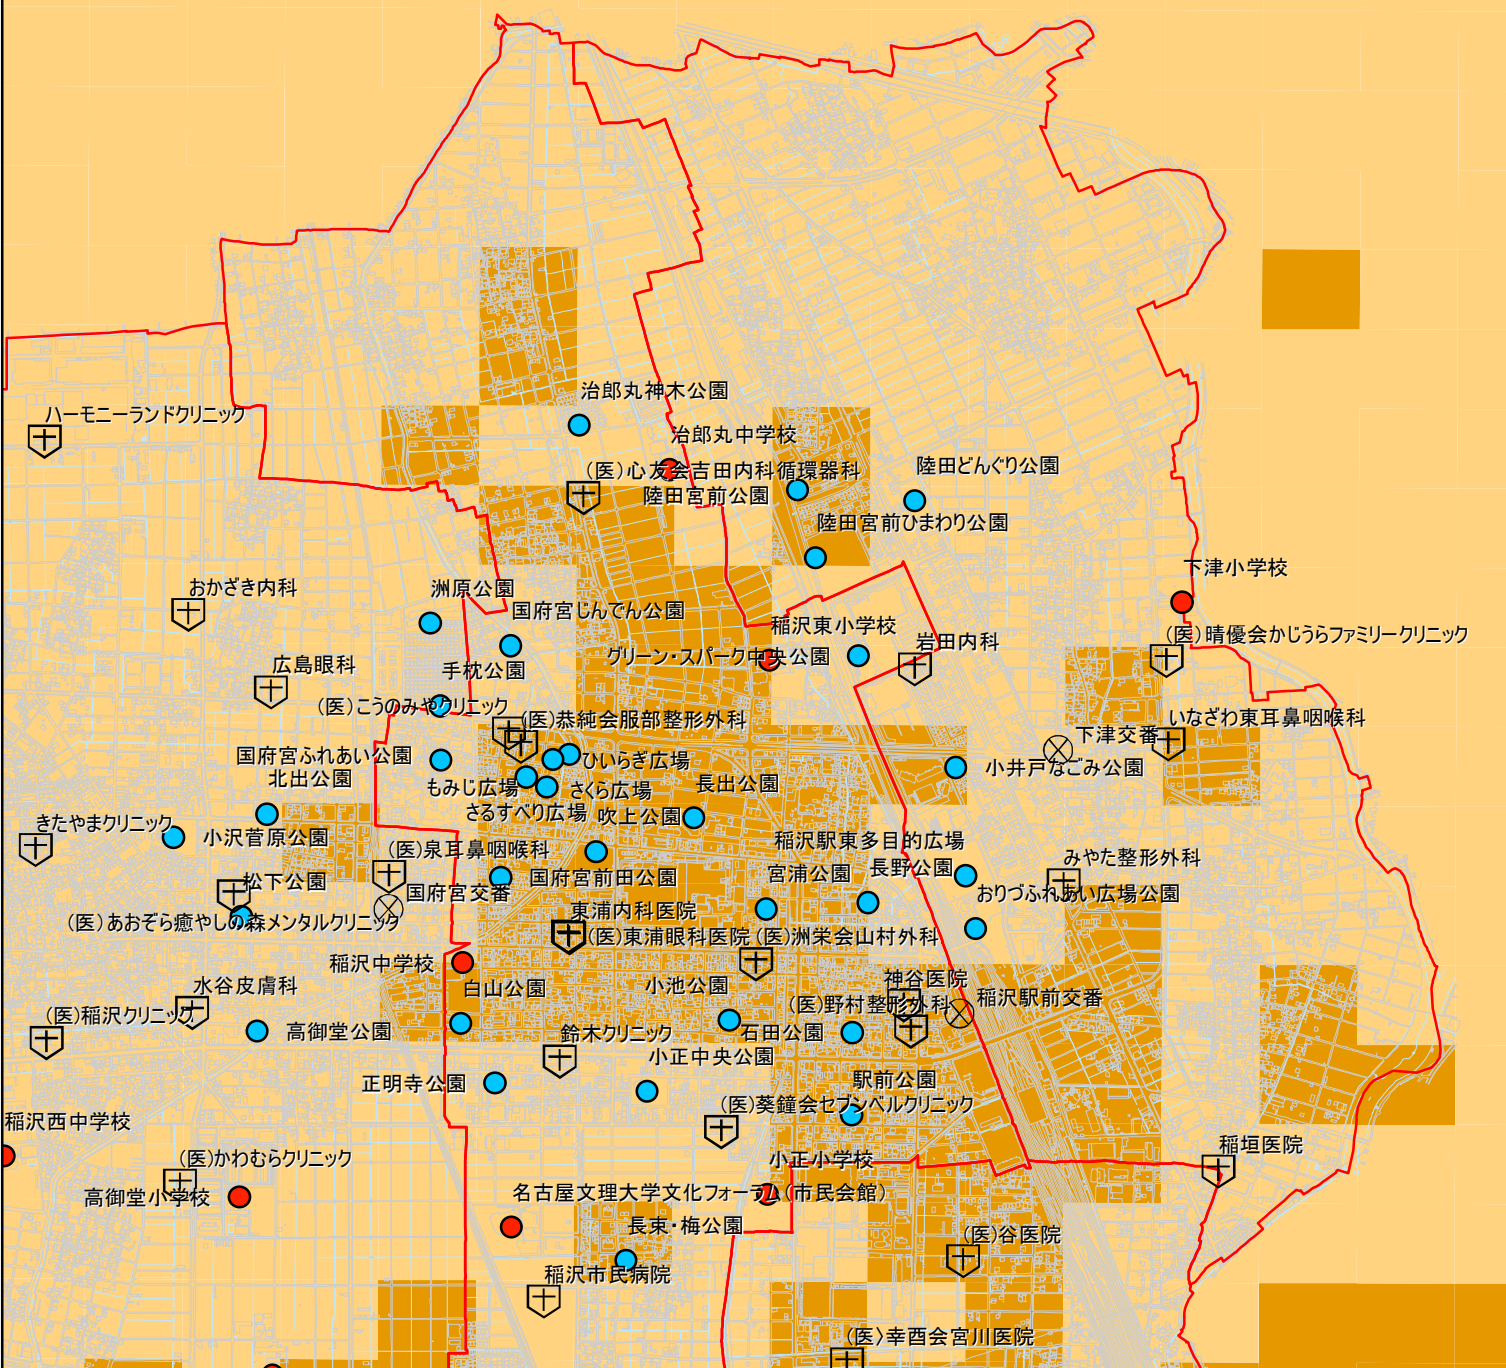 治郎丸神木公園
ハーモニーランドクリニック
治郎丸中学校
(医)心友会吉田内科循環器科
陸田どんぐり公園
陸田宮前公園
陸田宮前ひまわり公園
下津小学校
おかざき内科
洲原公園
国府宮じんでん公園
稲沢東小学校
(医)晴優会かじうらファミリークリニック
岩田内科
グリーン・スパーク中央公園
広島眼科
手枕公園
(医)こうのみやクリニック
(医)恭純会服部整形外科
いなざわ東耳鼻咽喉科
下津交番
国府宮ふれあい公園
ひいらぎ広場
小井戸なごみ公園
北出公園
もみじ広場
さくら広場
長出公園
さるすべり広場
吹上公園
きたやまクリニック
小沢菅原公園
稲沢駅東多目的広場
(医)泉耳鼻咽喉科
みやた整形外科
長野公園
宮浦公園
国府宮前田公園
松下公園
国府宮交番
おりづふれあい広場公園
東浦内科医院
(医)あおぞら癒やしの森メンタルクリニック
(医)東浦眼科医院
(医)洲栄会山村外科
稲沢中学校
神谷医院
水谷皮膚科
白山公園
小池公園
稲沢駅前交番
(医)野村整形外科
(医)稲沢クリニック
高御堂公園
鈴木クリニック
石田公園
小正中央公園
正明寺公園
駅前公園
(医)葵鐘会セブンベルクリニック
稲沢西中学校
稲垣医院
(医)かわむらクリニック
小正小学校
高御堂小学校
名古屋文理大学文化フォーラム(市民会館)
長束・梅公園
(医)谷医院
稲沢市民病院
(医)幸酉会宮川医院